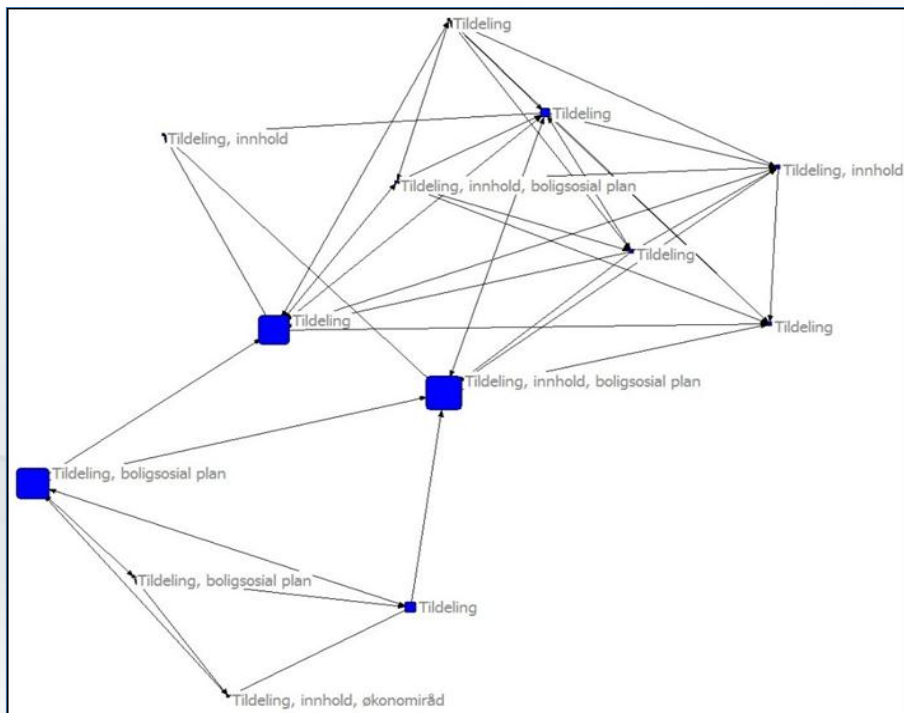 Tildeling
Tildeling
Tildeling, innhold
Tildeling, innhold
Tildeling, innhold, boligsosial plan
Tildeling
Tildeling
Tildeling
Tildeling, innhold, boligsosial plan
Tildeling, boligsosial plan
Tildeling, boligsosial plan
Tildeling
Tildeling, innhold, økonomiråd